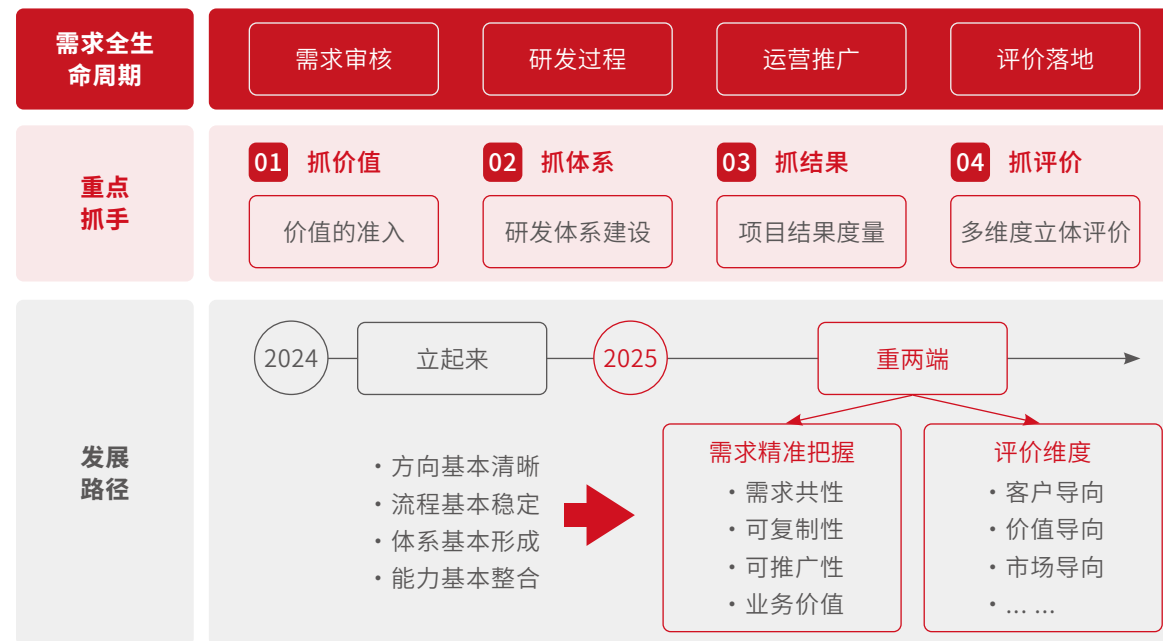 需求全生
命周期
需求审核
研发过程
运营推广
评价落地
重点
抓手
01 抓价值
02 抓体系
03 抓结果
04 抓评价
价值的准入
研发体系建设
项目结果度量
多维度立体评价
发展
路径
2024
立起来
2025
重两端
·方向基本清晰
·流程基本稳定
·体系基本形成
·能力基本整合
需求精准把握
·需求共性
·可复制性
·可推广性
·业务价值
评价维度
·客户导向
·价值导向
·市场导向
·... ...